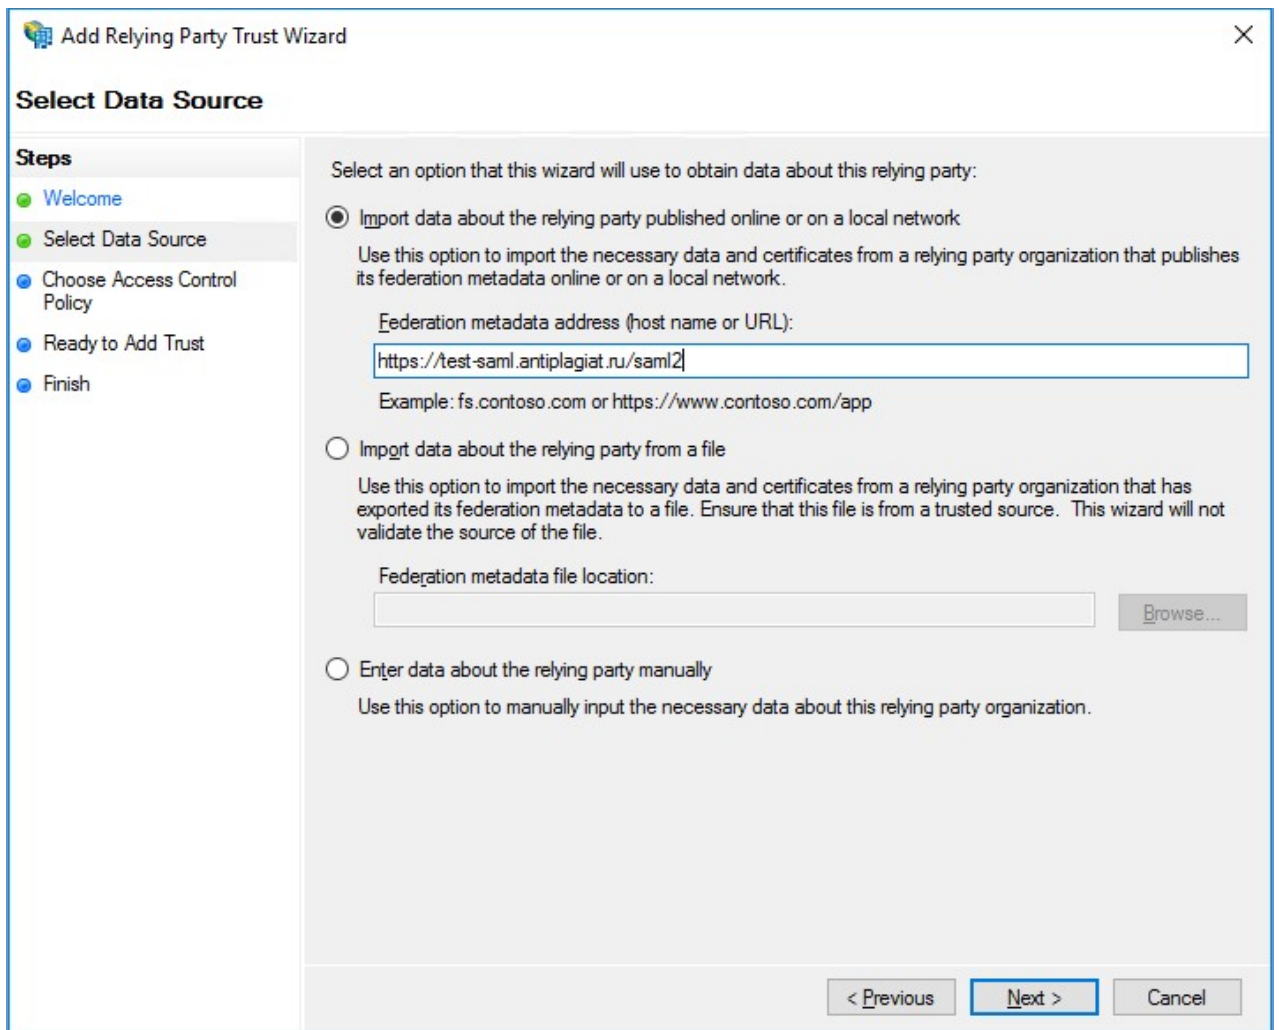 Add Relying Party Trust Wizard
Select Data Source
Steps
Welcome
Select Data Source
Choose Access Control
Policy
Ready to Add Trust
Finish
Select an option that this wizard will use to obtain data about this relying party:
Import data about the relying party published online or on a local network
Use this option to import the necessary data and certificates from a relying party organization that publishes
its federation metadata online or on a local network.
Federation metadata address (host name or URL):
https://test-saml.antiplagiat.ru/saml2
Example: fs.contoso.com or https://www.contoso.com/app
Import data about the relying party from a file
Use this option to import the necessary data and certificates from a relying party organization that has
exported its federation metadata to a file. Ensure that this file is from a trusted source.  This wizard will not
validate the source of the file.
Federation metadata file location:
Browse...
Enter data about the relying party manually
Use this option to manually input the necessary data about this relying party organization.
< Previous
Next >
Cancel